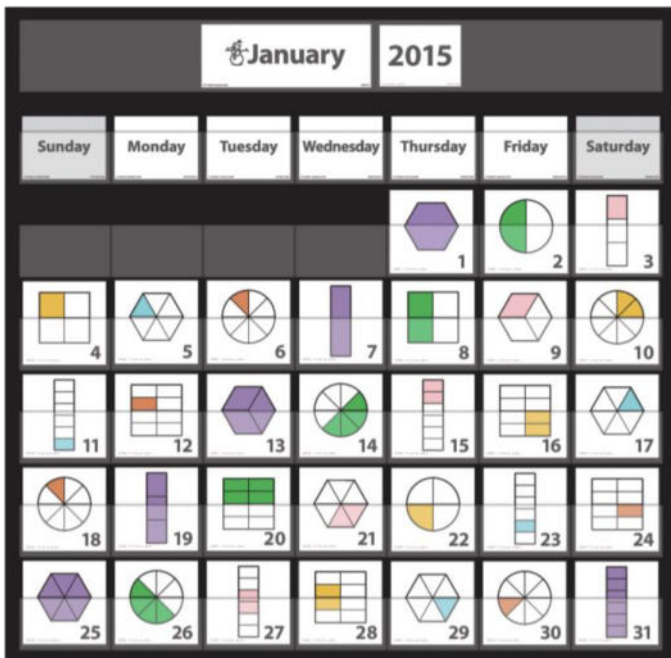 January 2015
Sunday Monday Tuesday Wednesday Thursday Friday Saturday
1 2 3
4 5 6 7 8 9 10
11 12 13 14 15 16 17
18 19 20 21 22 23 24
25 26 27 28 29 30 31